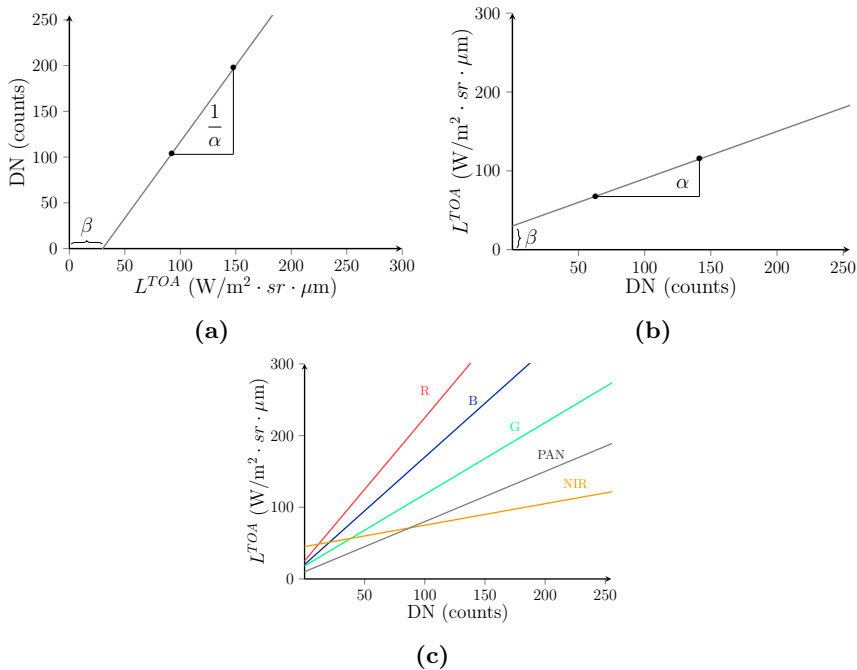 250
200
150
100
50
0
DN (counts)
1
α
β
0 50 100 150 200 250 300
L^{TOA} (W/m² · sr · μm)
(a)
300
200
100
0
L^{TOA} (W/m² · sr · μm)
α
β
50 100 150 200 250
DN (counts)
(b)
300
200
100
0
L^{TOA} (W/m² · sr · μm)
R
B
G
PAN
NIR
50 100 150 200 250
DN (counts)
(c)